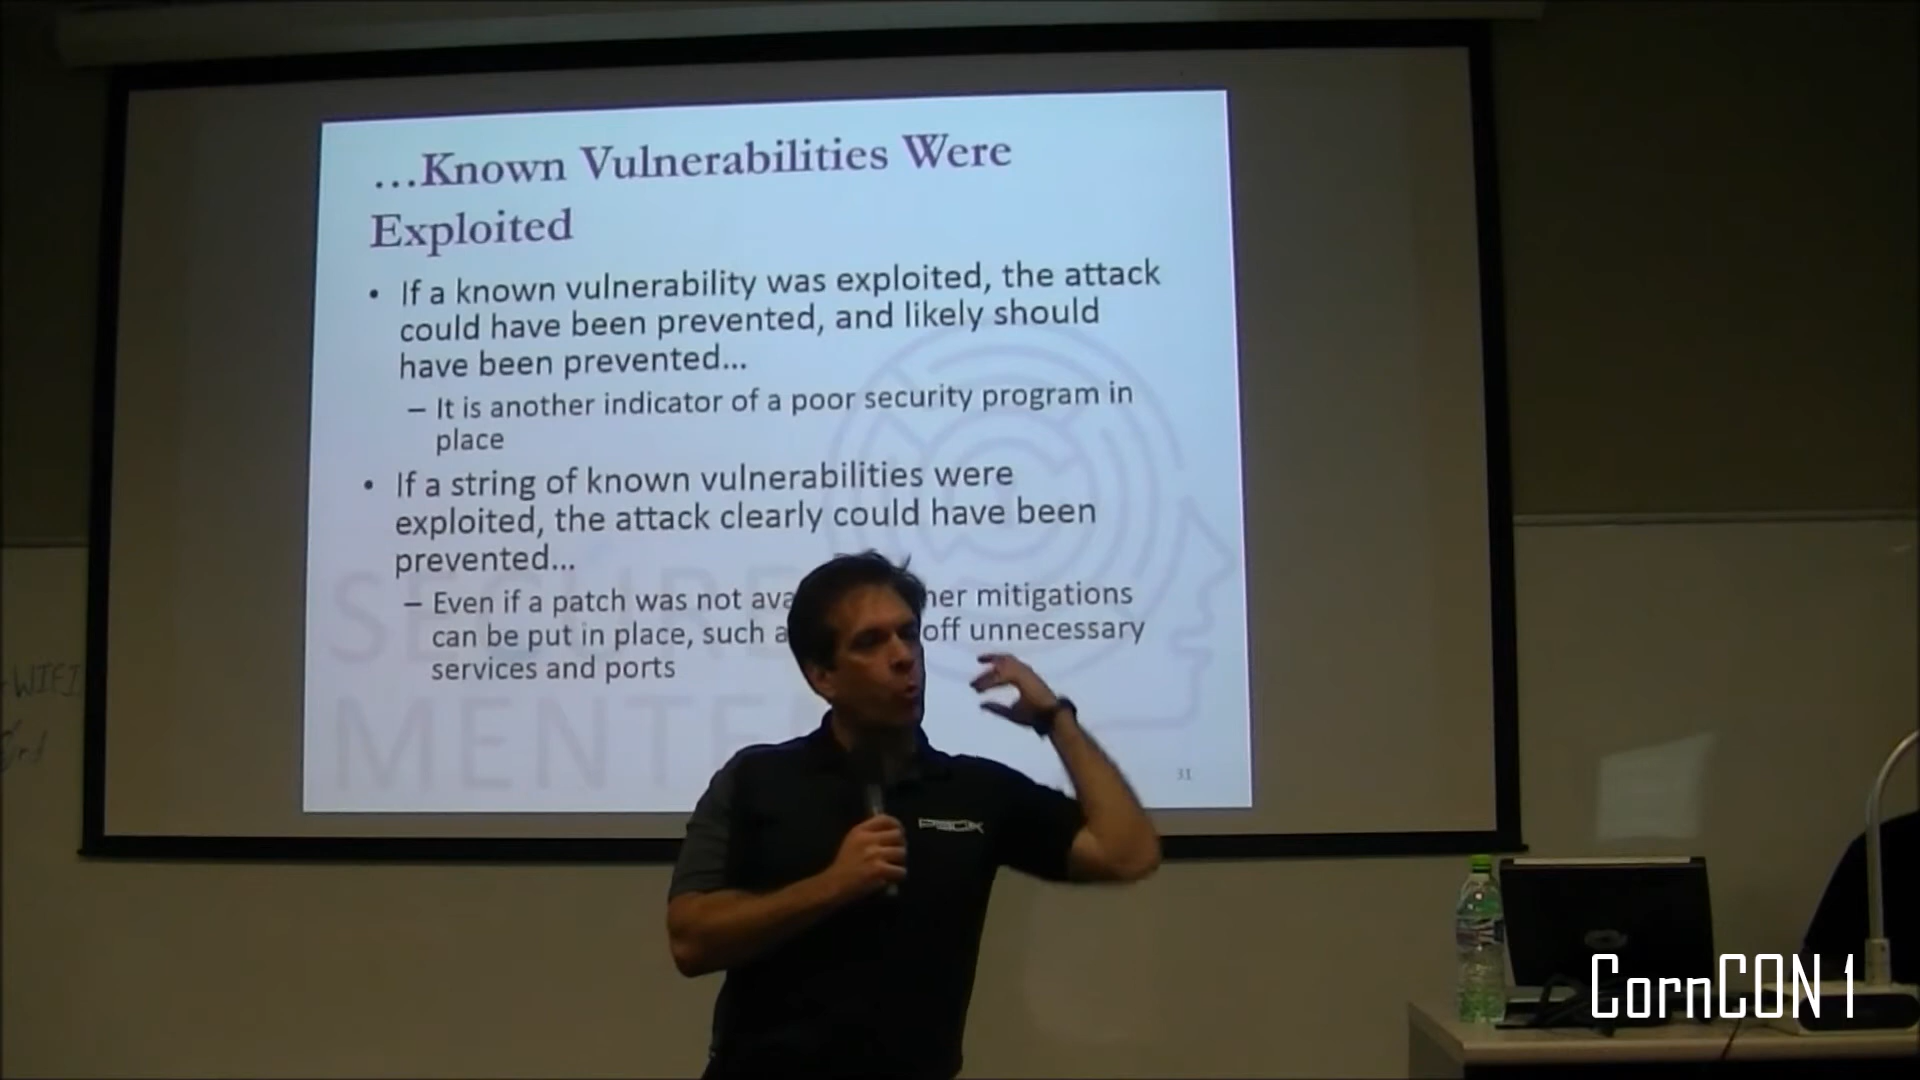 ...Known Vulnerabilities Were
Exploited
• If a known vulnerability was exploited, the attack
could have been prevented, and likely should
have been prevented...
– It is another indicator of a poor security program in
place
• If a string of known vulnerabilities were
exploited, the attack clearly could have been
prevented...
– Even if a patch was not mitigations
can be put in place, such off unnecessary
services and ports
SECURE
31
CornCON 1